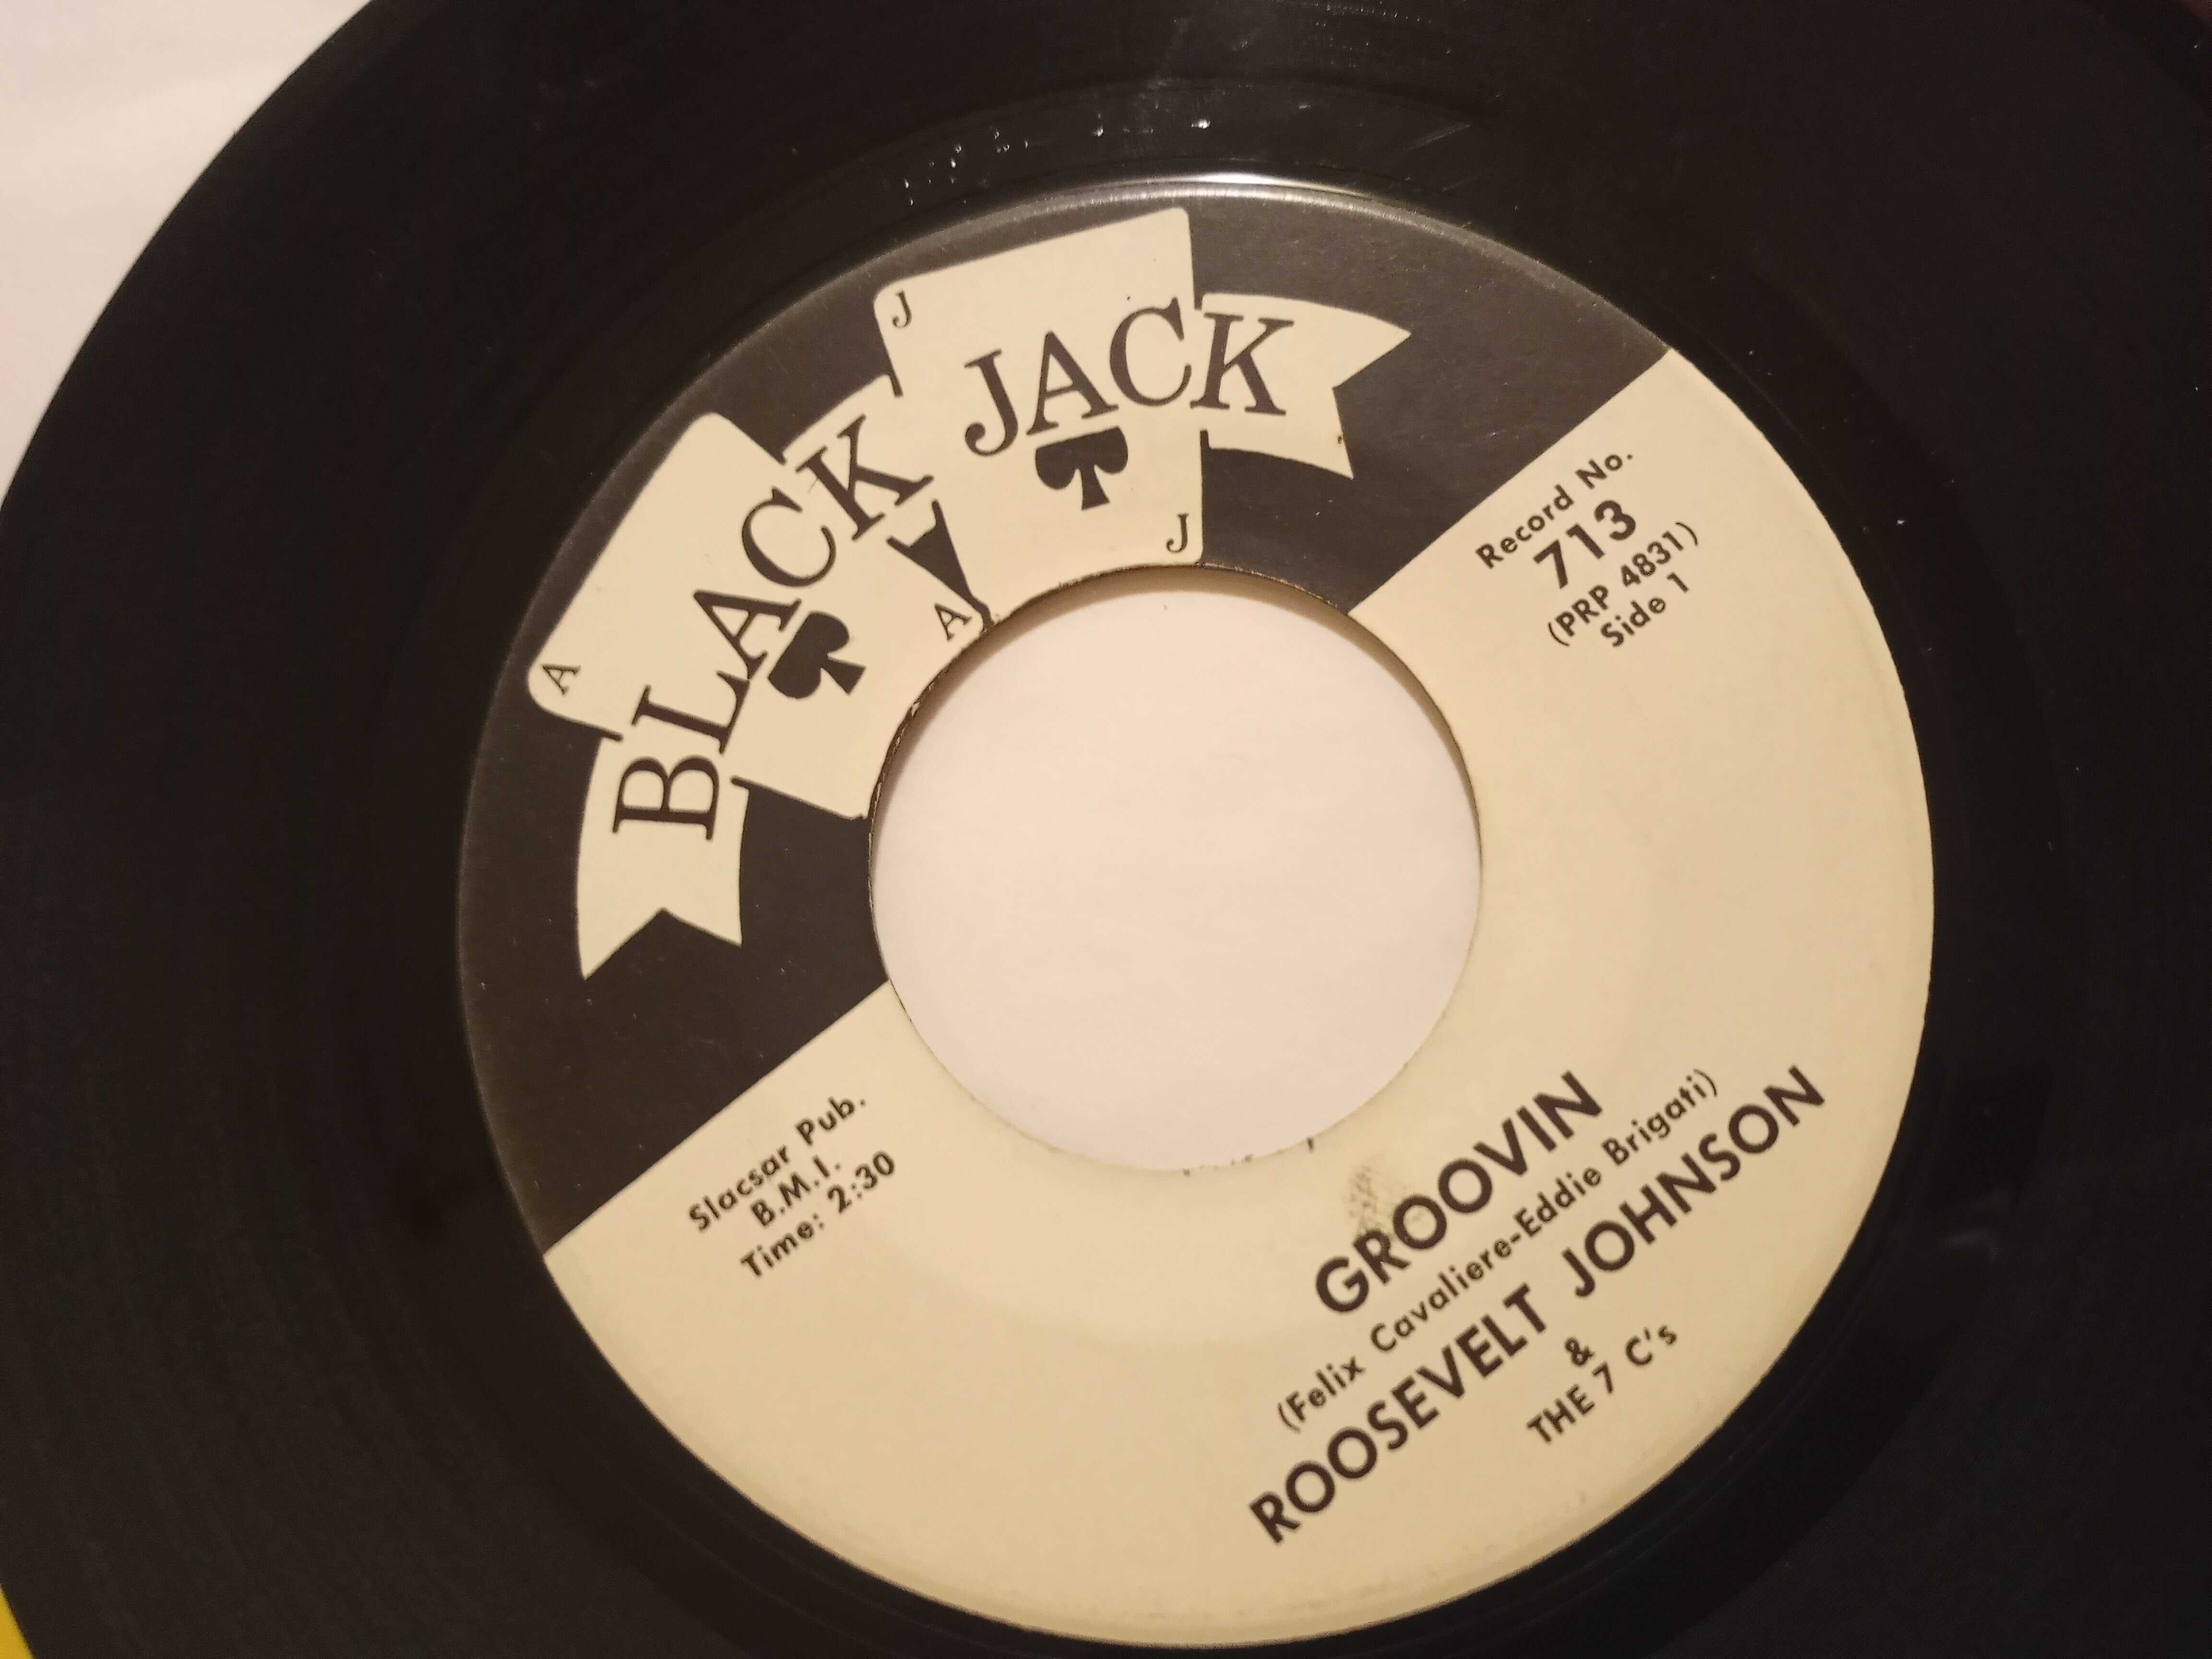 J
BLACK JACK
A
A
J
Record No.
713
(PRP 4831)
Side 1
Slacsar Pub.
B.M.I.
Time: 2:30
GROOVIN
(Felix Cavaliere-Eddie Brigati)
ROOSEVELT JOHNSON
&
THE 7 C's